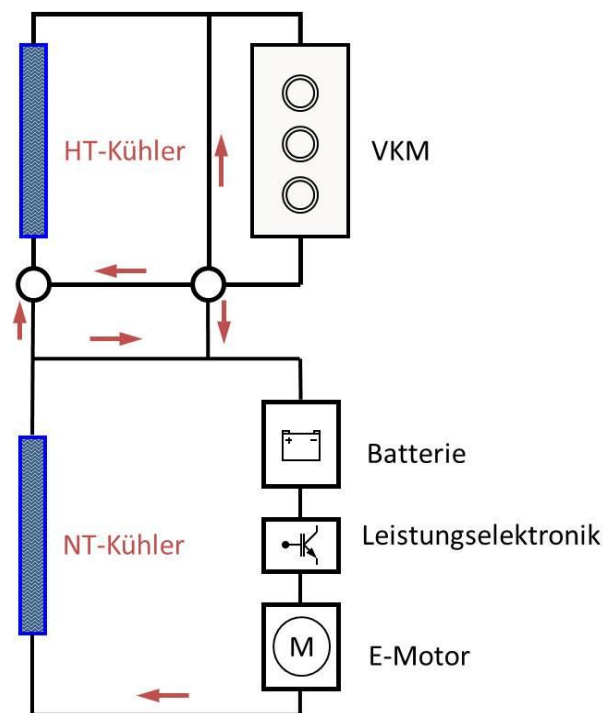 HT-Kühler
VKM
Batterie
Leistungselektronik
NT-Kühler
M
E-Motor